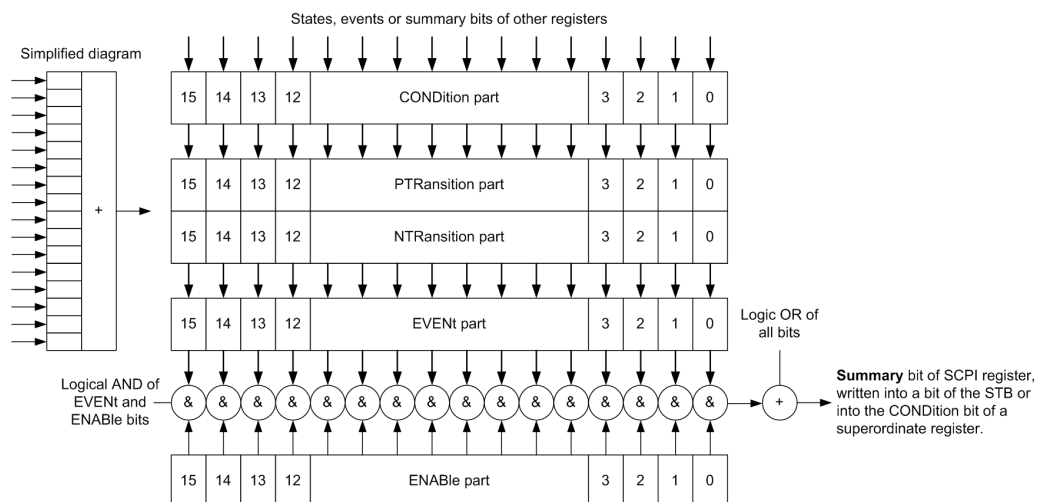 States, events or summary bits of other registers
Simplified diagram
+
15 14 13 12 CONDition part 3 2 1 0
15 14 13 12 PTRansition part 3 2 1 0
15 14 13 12 NTRansition part 3 2 1 0
15 14 13 12 EVENt part 3 2 1 0
Logic OR of
all bits
Logical AND of
EVENt and
ENABle bits
& & & & & & & & & & & & & & & &
+
Summary bit of SCPI register,
written into a bit of the STB or
into the CONDition bit of a
superordinate register.
15 14 13 12 ENABle part 3 2 1 0